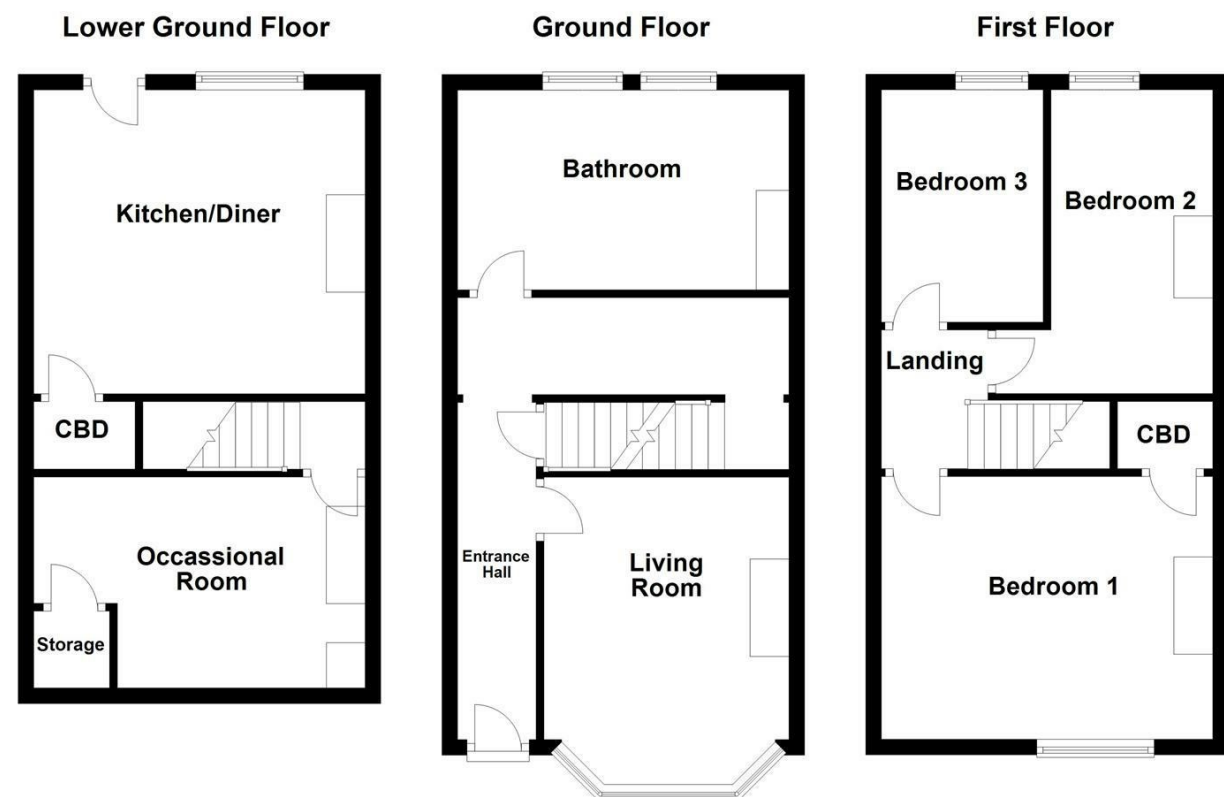 Lower Ground Floor
Kitchen/Diner
CBD
Occassional
Room
Storage
Ground Floor
Bathroom
Entrance
Hall
Living
Room
First Floor
Bedroom 3
Bedroom 2
Landing
CBD
Bedroom 1